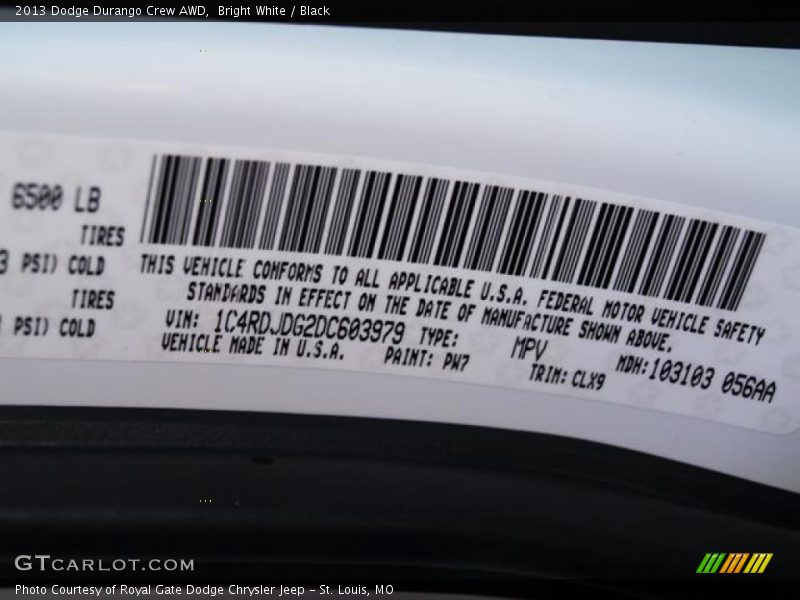 2013 Dodge Durango Crew AWD,  Bright White / Black
6500 LB
TIRES
3 PSI) COLD
TIRES
PSI) COLD
THIS VEHICLE CONFORMS TO ALL APPLICABLE U.S.A. FEDERAL MOTOR VEHICLE SAFETY
STANDARDS IN EFFECT ON THE DATE OF MANUFACTURE SHOWN ABOVE.
VIN: 1C4RDJDG2DC603979 TYPE: MPV MDH:103103 056AA
VEHICLE MADE IN U.S.A. PAINT: PW7 TRIM: CLX9
GTCARLOT.COM
Photo Courtesy of Royal Gate Dodge Chrysler Jeep – St. Louis, MO